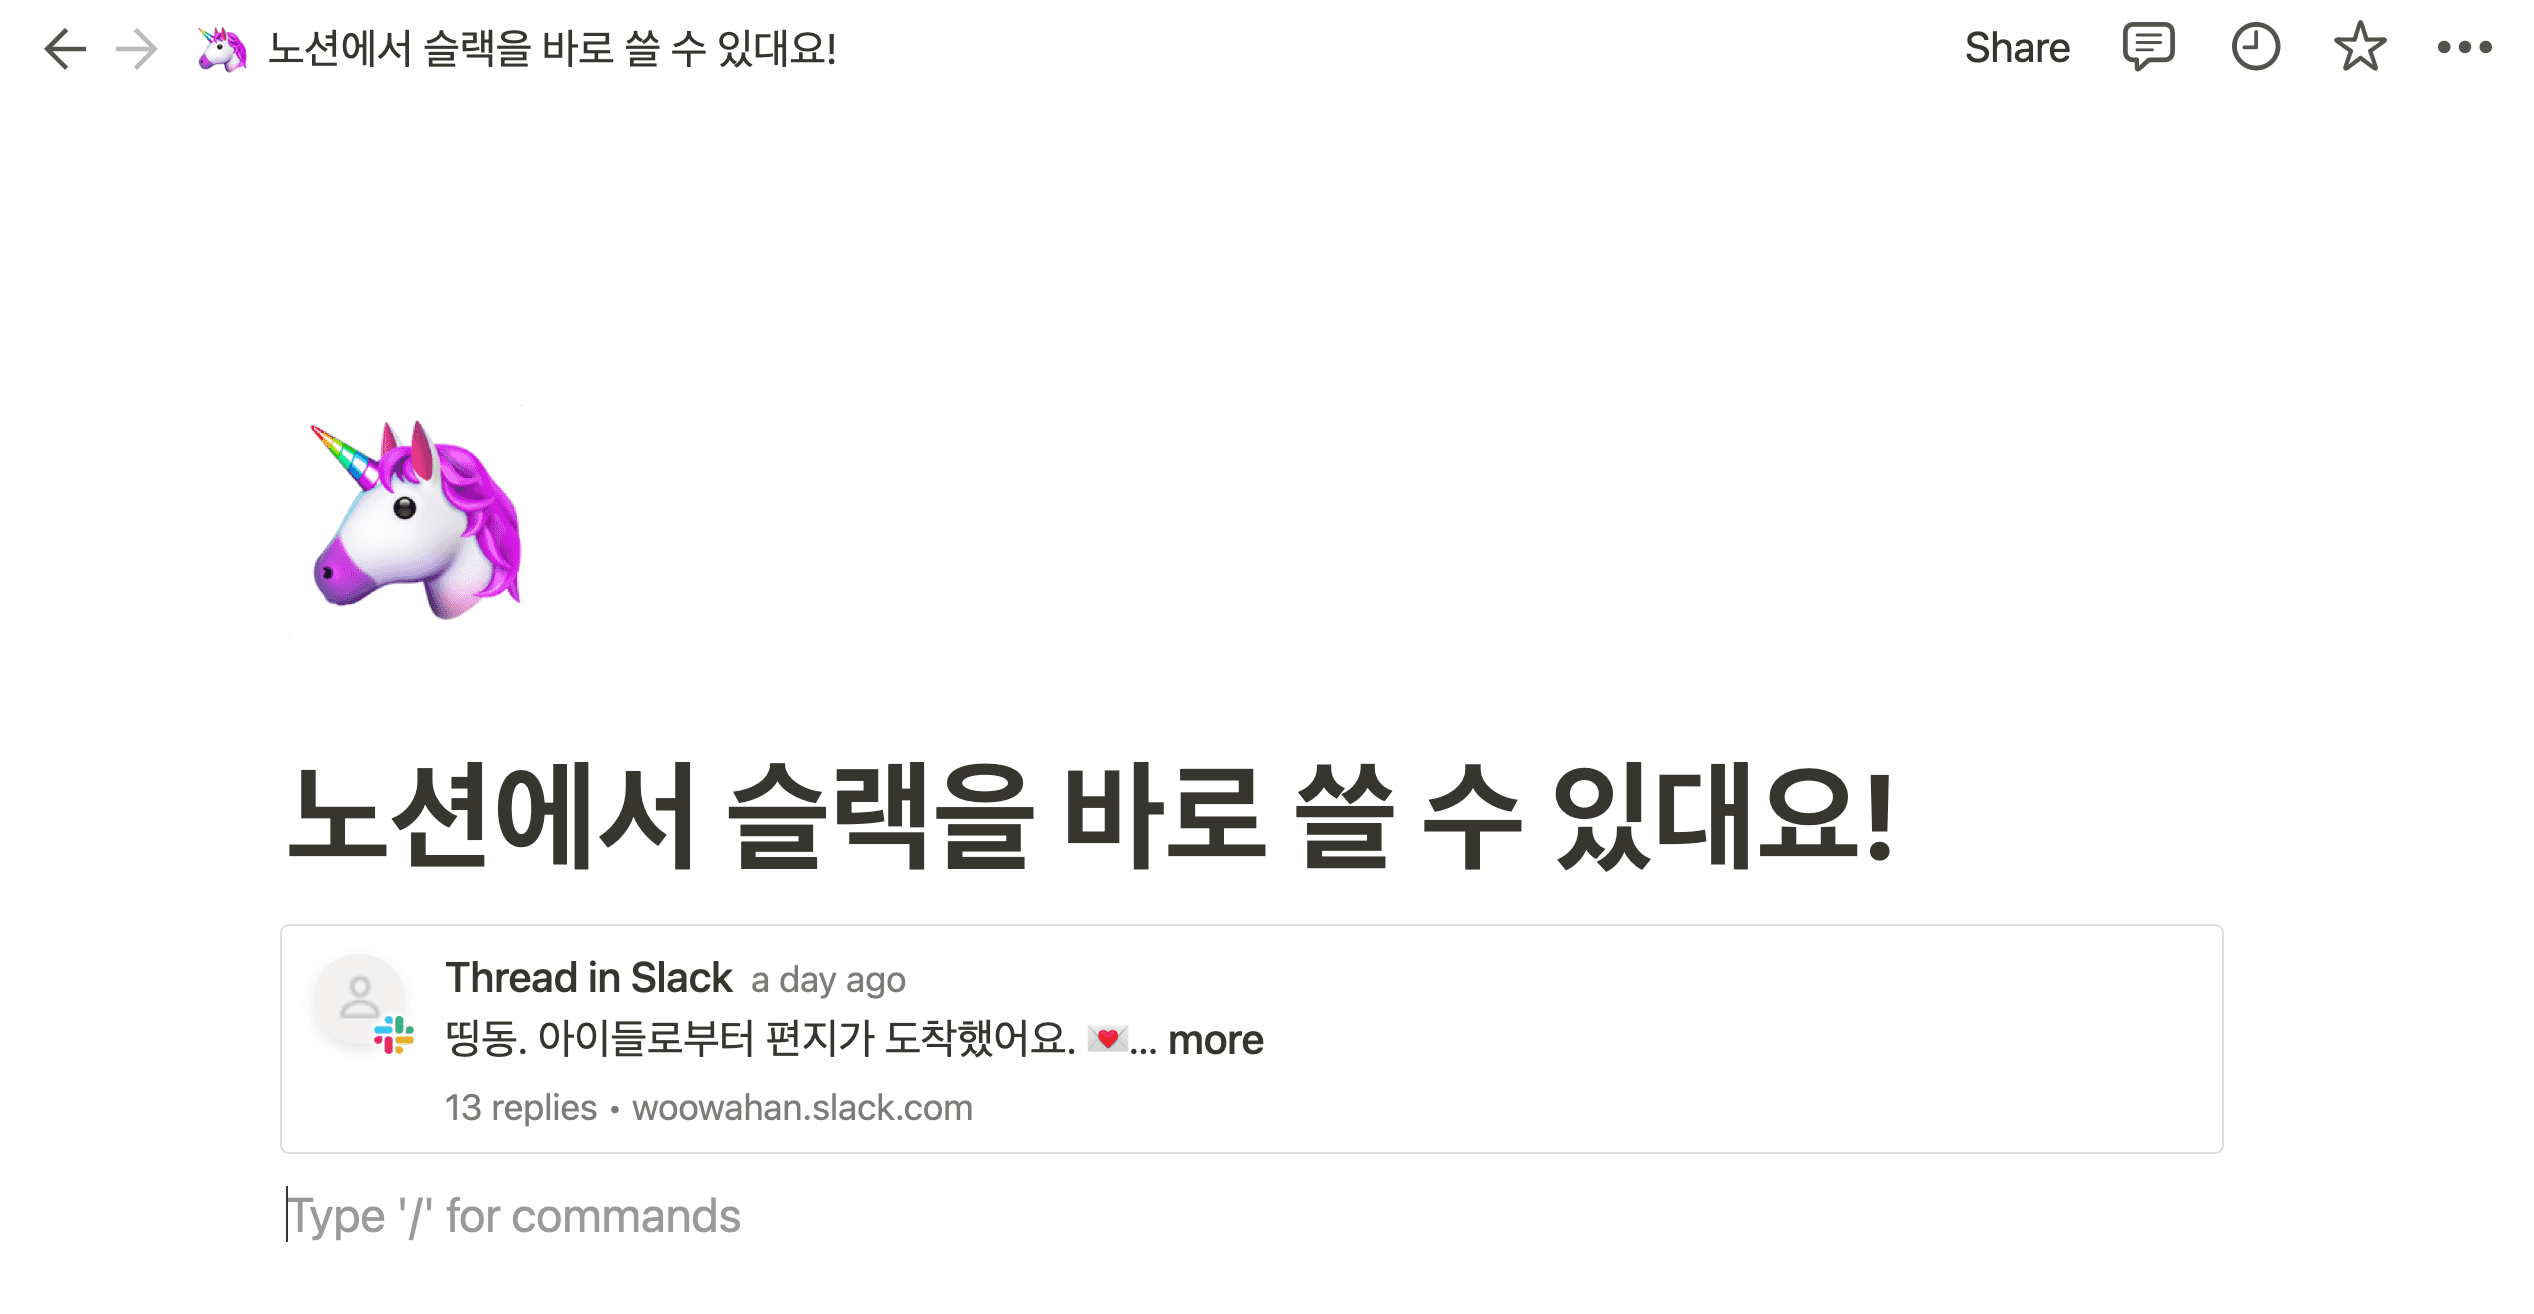 노션에서 슬랙을 바로 쓸 수 있대요!
Share
노션에서 슬랙을 바로 쓸 수 있대요!
Thread in Slack a day ago
띵동. 아이들로부터 편지가 도착했어요. 💌... more
13 replies • woowahan.slack.com
Type '/' for commands